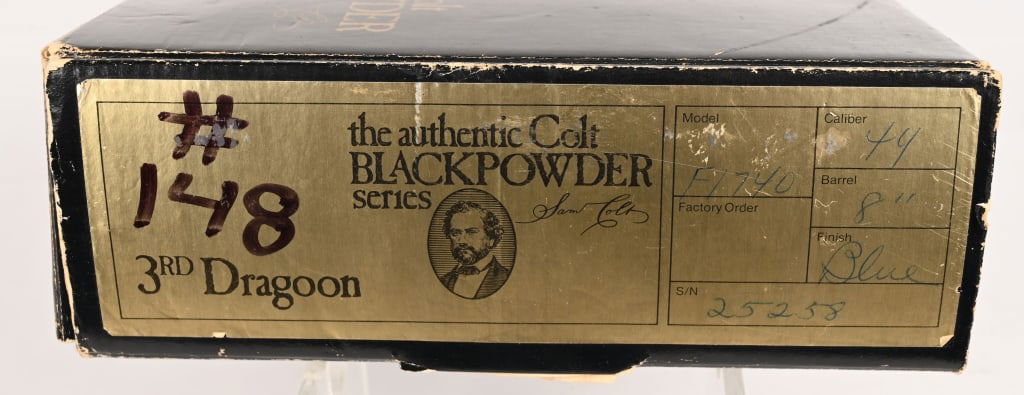 #
148
the authentic Colt
BLACKPOWDER
series
Sam Colt
3RD Dragoon
Model
F1740
Caliber
44
Barrel
8"
Factory Order
Finish
Blue
S/N
25258